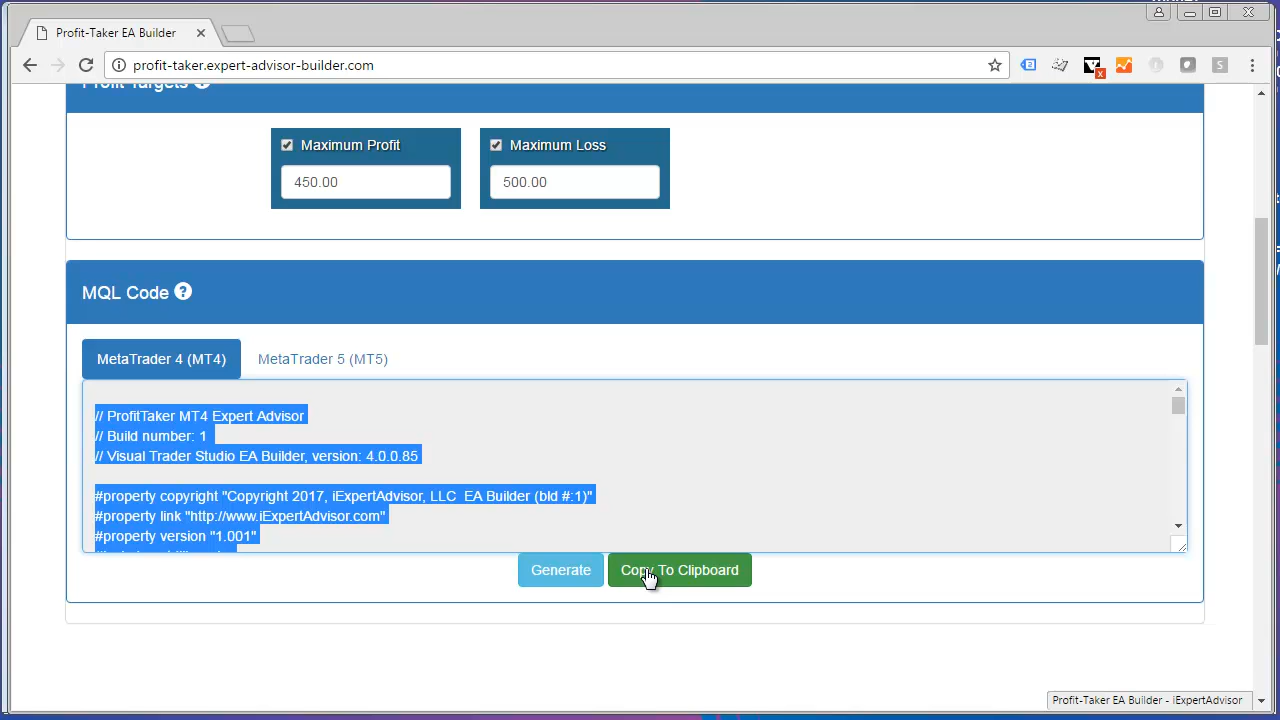 Profit-Taker EA Builder
profit-taker.expert-advisor-builder.com
Profit Targets
Maximum Profit
Maximum Loss
450.00
500.00
MQL Code
MetaTrader 4 (MT4)
MetaTrader 5 (MT5)
// ProfitTaker MT4 Expert Advisor
// Build number: 1
// Visual Trader Studio EA Builder, version: 4.0.0.85
#property copyright "Copyright 2017, iExpertAdvisor, LLC  EA Builder (bld #:1)"
#property link "http://www.iExpertAdvisor.com"
#property version "1.001"
Generate
Copy To Clipboard
Profit-Taker EA Builder - iExpertAdvisor